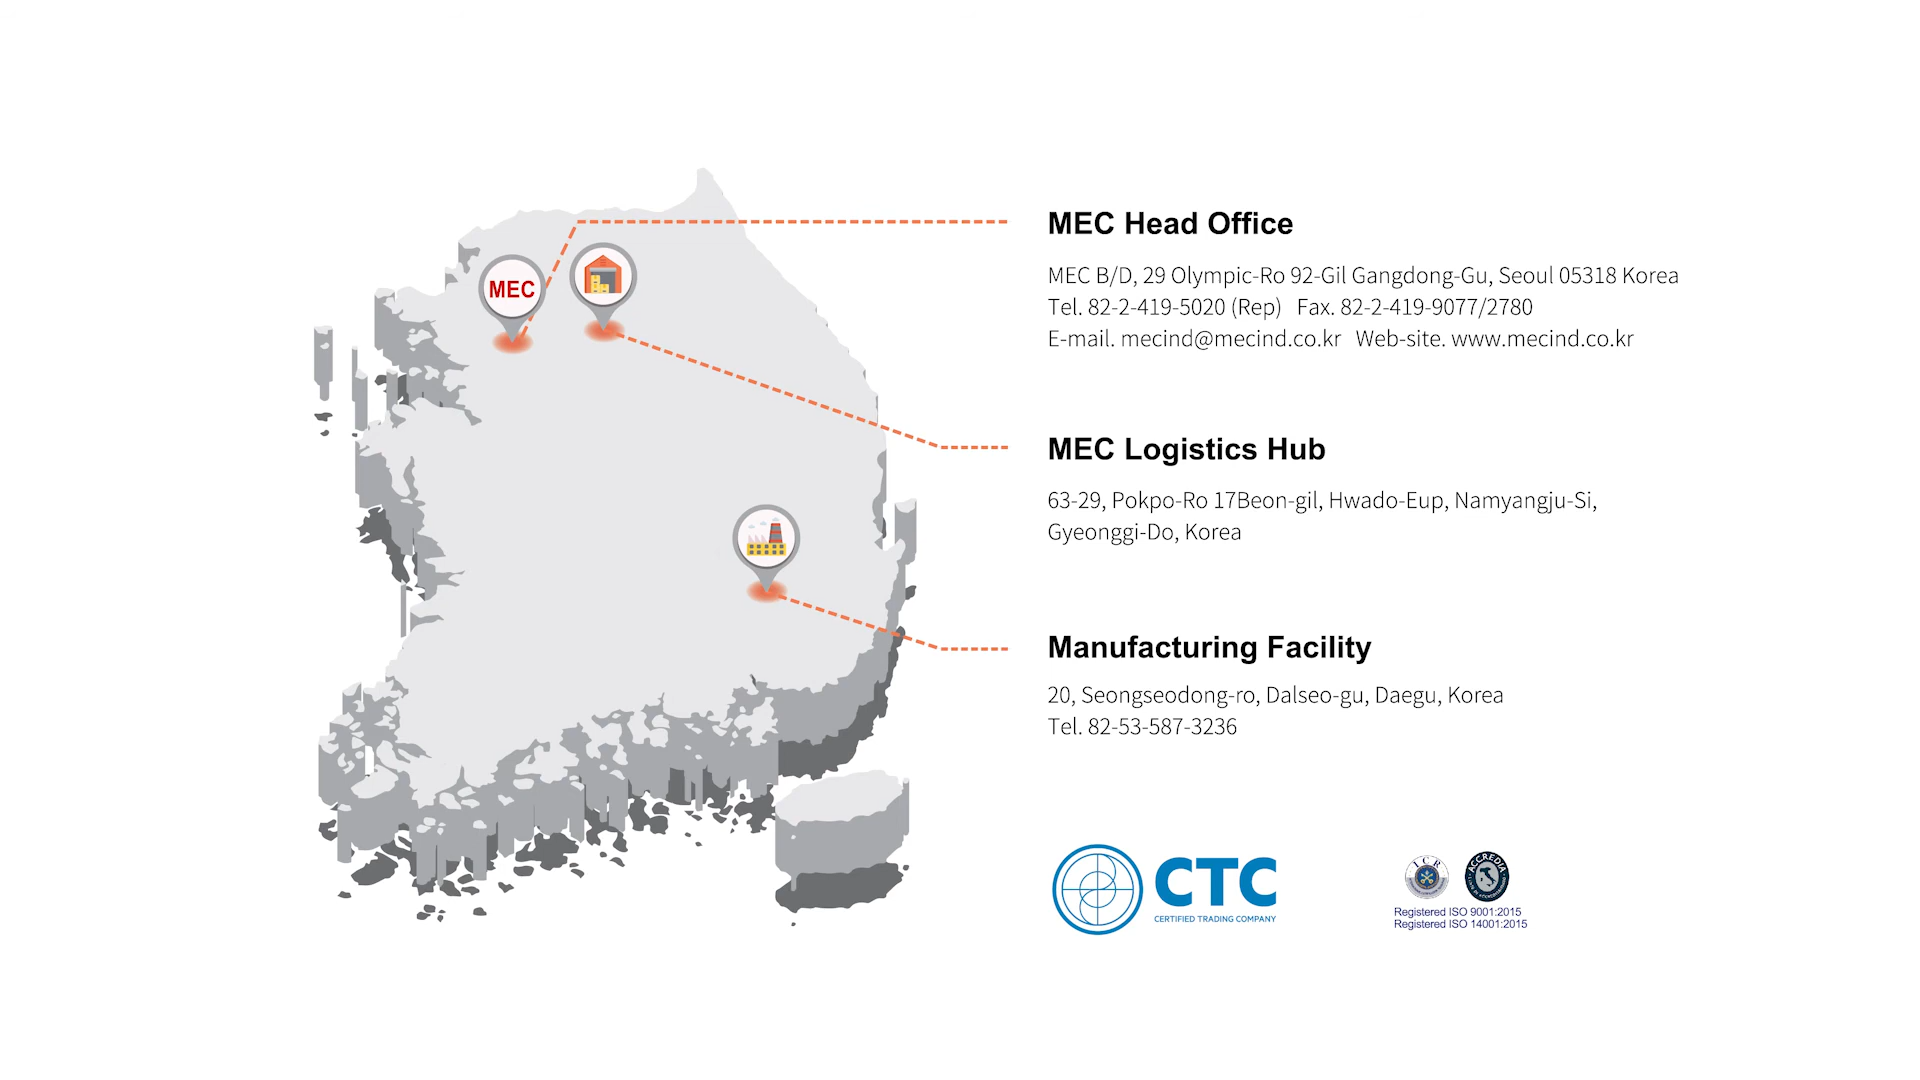 MEC
MEC Head Office
MEC B/D, 29 Olympic-Ro 92-Gil Gangdong-Gu, Seoul 05318 Korea
Tel. 82-2-419-5020 (Rep) Fax. 82-2-419-9077/2780
E-mail. mecind@mecind.co.kr Web-site. www.mecind.co.kr
MEC Logistics Hub
63-29, Pokpo-Ro 17Beon-gil, Hwado-Eup, Namyangju-Si,
Gyeonggi-Do, Korea
Manufacturing Facility
20, Seongseodong-ro, Dalseo-gu, Daegu, Korea
Tel. 82-53-587-3236
CTC
CERTIFIED TRADING COMPANY
ICR
ACCREDIA
Registered ISO 9001:2015
Registered ISO 14001:2015